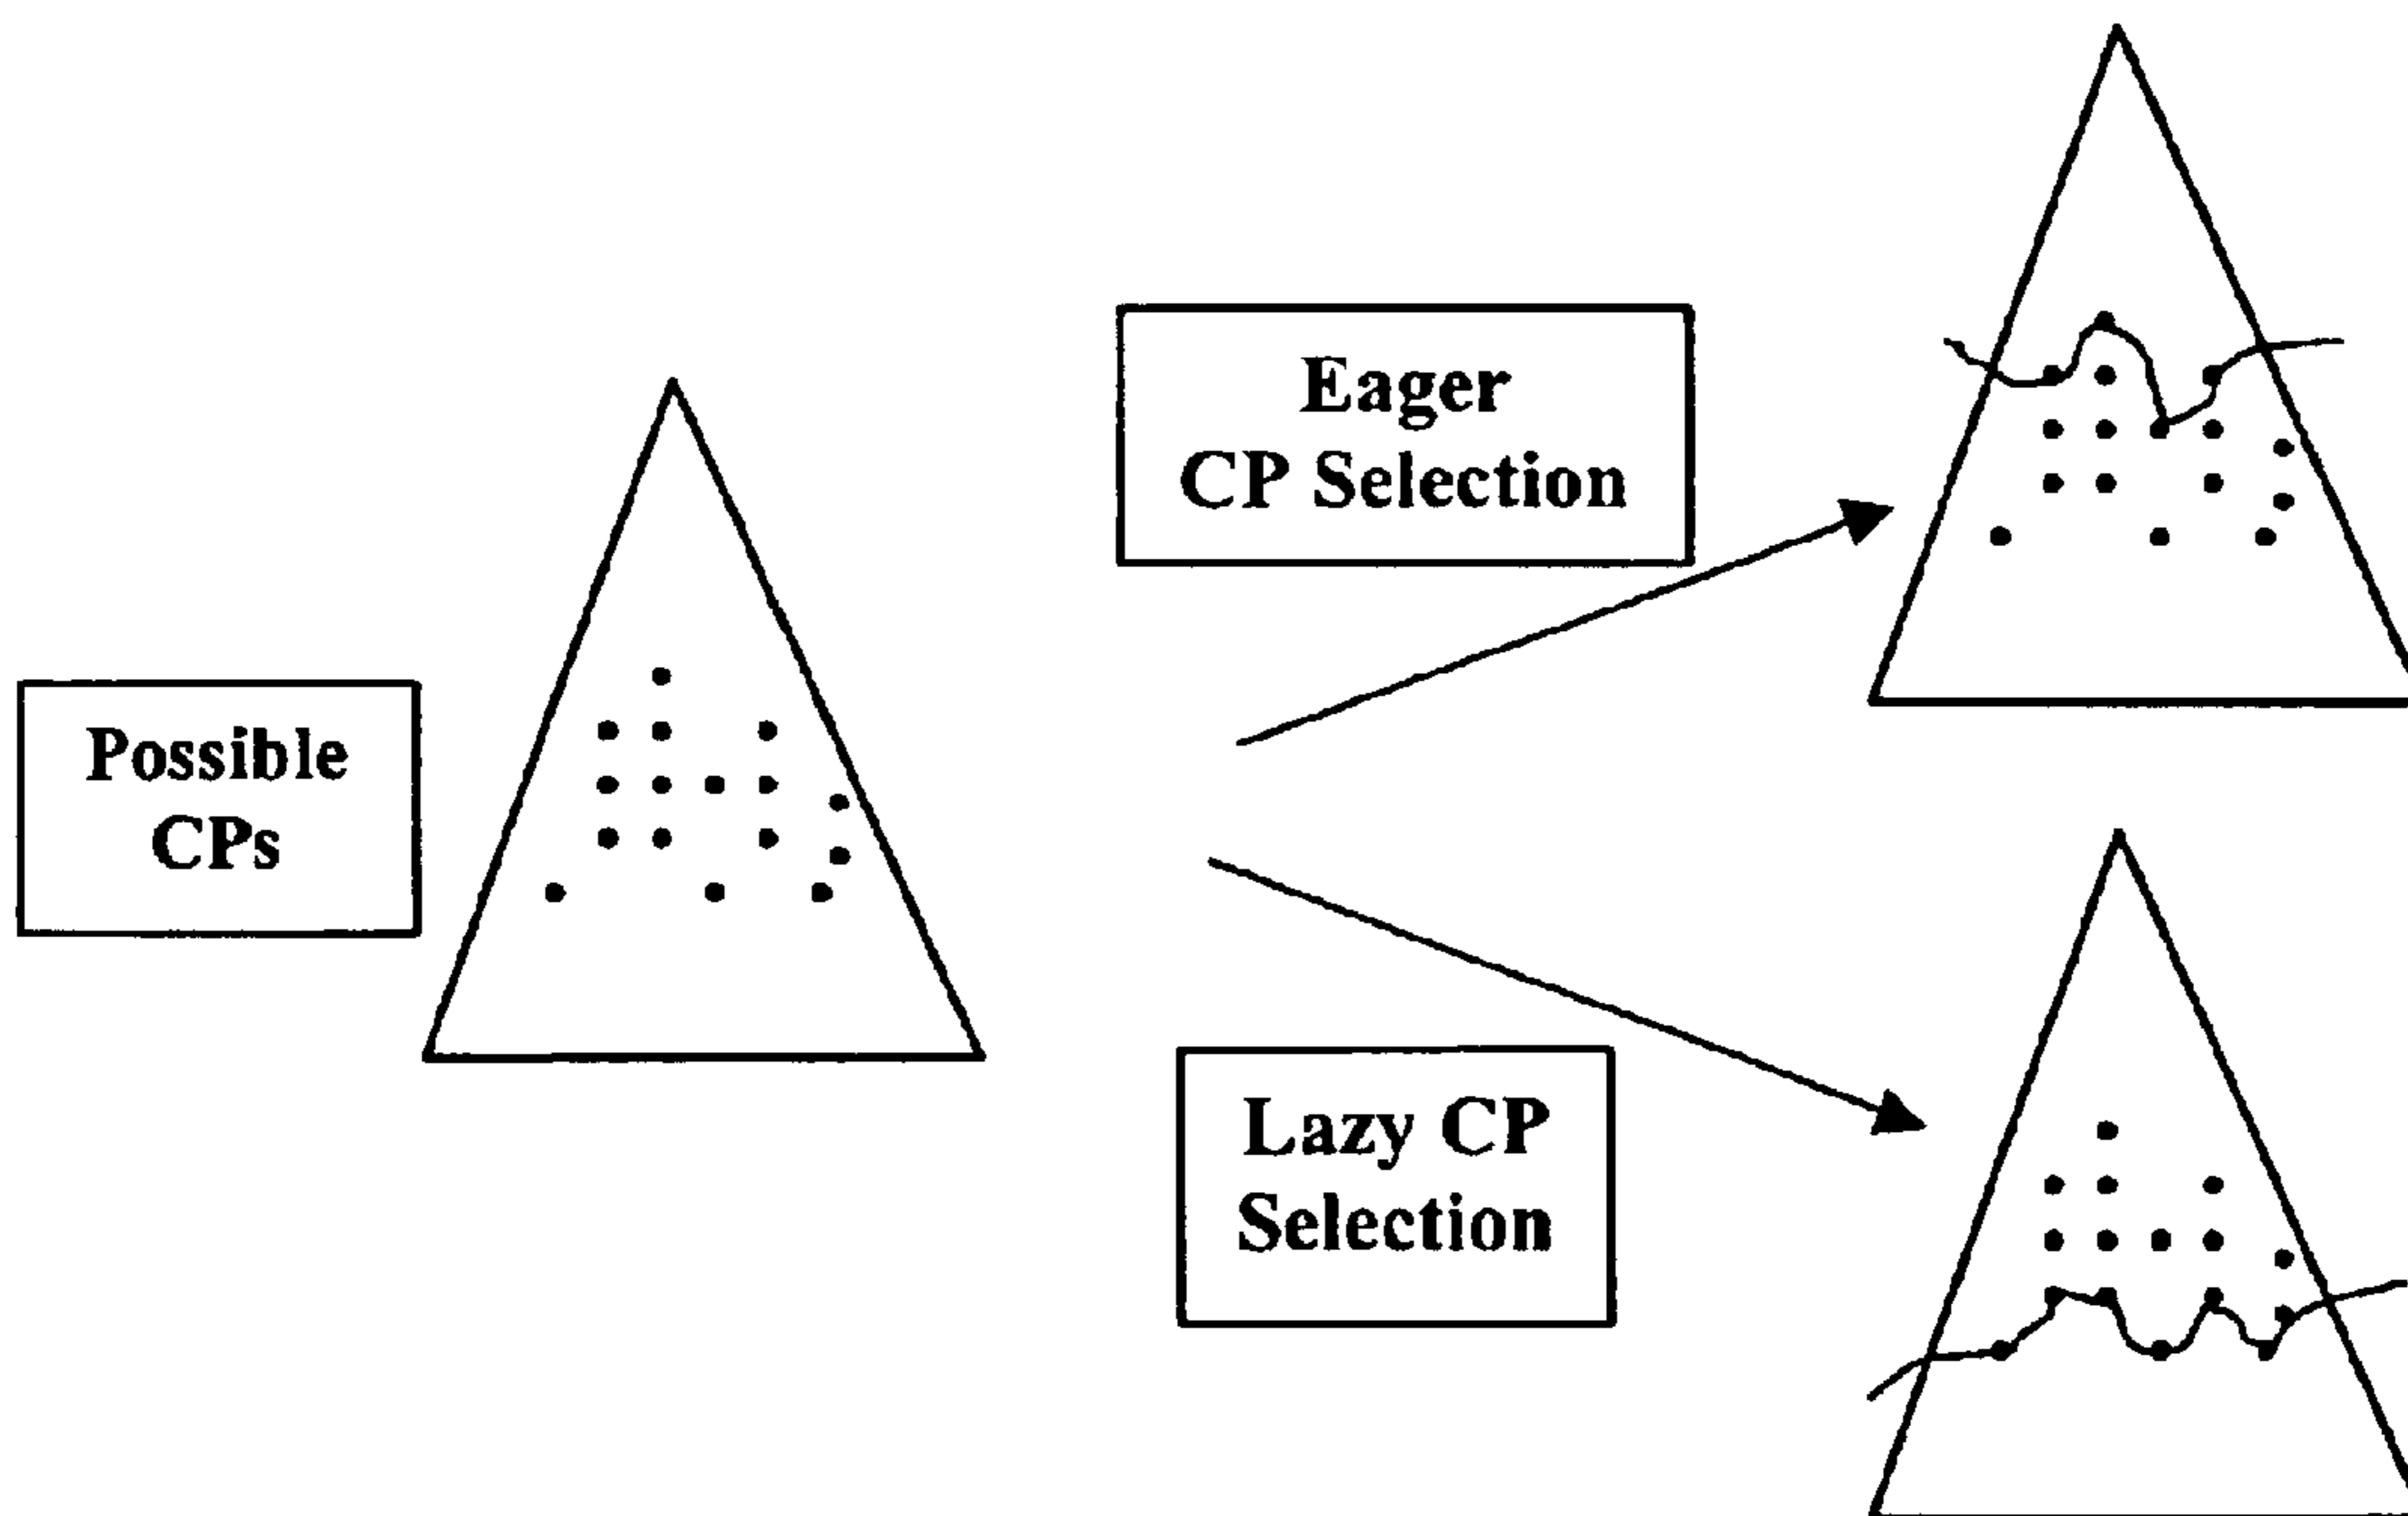 Possible
CPs
Eager
CP Selection
Lazy CP
Selection